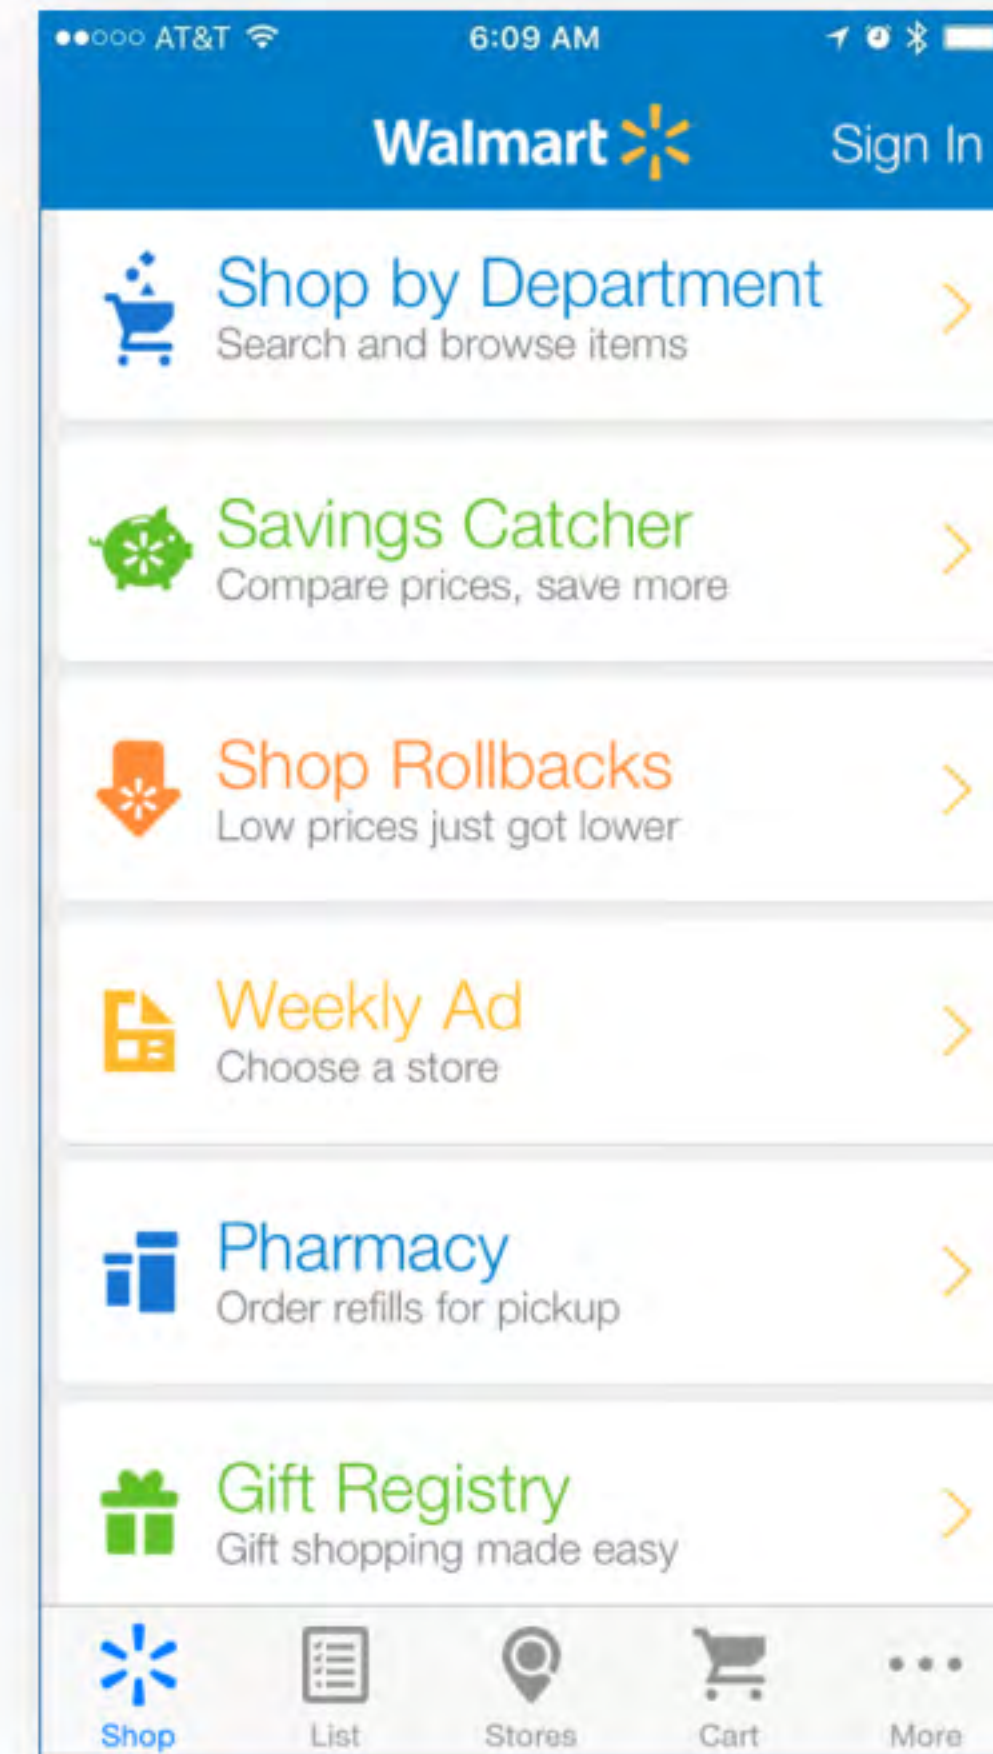 AT&T 6:09 AM
Walmart Sign In
Shop by Department
Search and browse items
Savings Catcher
Compare prices, save more
Shop Rollbacks
Low prices just got lower
Weekly Ad
Choose a store
Pharmacy
Order refills for pickup
Gift Registry
Gift shopping made easy
Shop List Stores Cart More